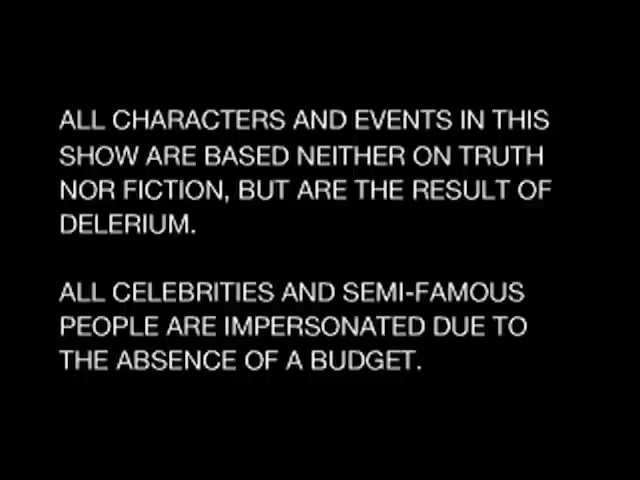 ALL CHARACTERS AND EVENTS IN THIS
SHOW ARE BASED NEITHER ON TRUTH
NOR FICTION, BUT ARE THE RESULT OF
DELERIUM.
ALL CELEBRITIES AND SEMI-FAMOUS
PEOPLE ARE IMPERSONATED DUE TO
THE ABSENCE OF A BUDGET.